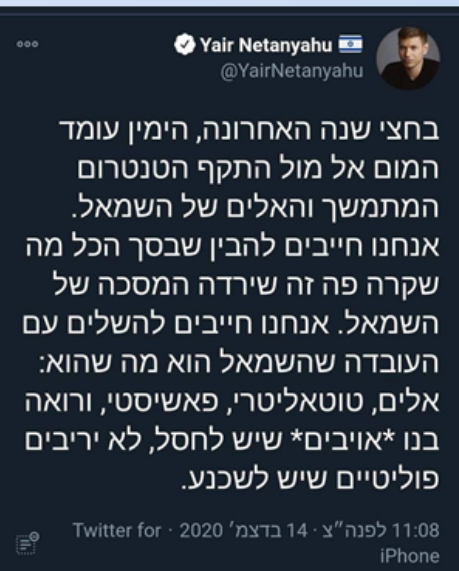 Yair Netanyahu 🇮🇱
@YairNetanyahu
בחצי שנה האחרונה, הימין עומד
המום אל מול התקף הטנטרום
המתמשך והאלים של השמאל.
אנחנו חייבים להבין שבסך הכל מה
שקרה פה זה שירדה המסכה של
השמאל. אנחנו חייבים להשלים עם
העובדה שהשמאל הוא מה שהוא:
אלים, טוטאליטרי, פאשיסטי, ורואה
בנו *אויבים* שיש לחסל, לא יריבים
פוליטיים שיש לשכנע.
11:08 לפנה״צ · 14 בדצמ׳ 2020 · Twitter for
iPhone